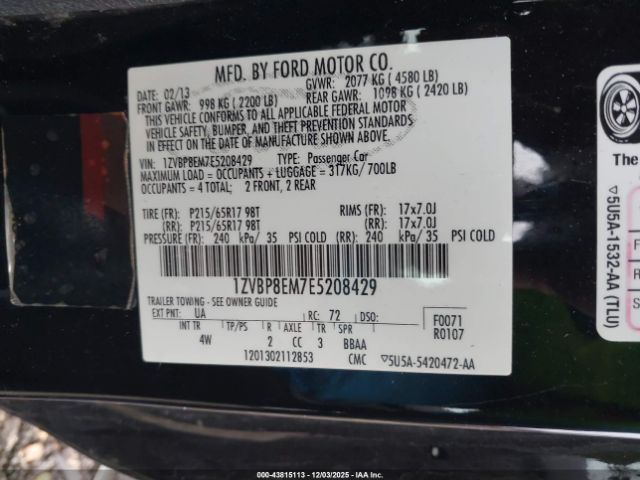 MFD. BY FORD MOTOR CO.
DATE: 02/13 GVWR: 2077 KG ( 4580 LB)
FRONT GAWR: 998 KG ( 2200 LB) REAR GAWR: 1098 KG ( 2420 LB)
THIS VEHICLE CONFORMS TO ALL APPLICABLE FEDERAL MOTOR
VEHICLE SAFETY, BUMPER, AND THEFT PREVENTION STANDARDS
IN EFFECT ON THE DATE OF MANUFACTURE SHOWN ABOVE.
VIN: 1ZVBP8EM7E5208429 TYPE: Passenger Car
MAXIMUM LOAD = OCCUPANTS + LUGGAGE = 317KG/ 700LB
OCCUPANTS = 4 TOTAL; 2 FRONT, 2 REAR
TIRE (FR): P215/65R17 98T RIMS (FR): 17x7.0J
(RR): P215/65R17 98T (RR): 17x7.0J
PRESSURE (FR): 240 kPa/ 35 PSI COLD (RR): 240 kPa/ 35 PSI COLD
1ZVBP8EM7E5208429
TRAILER TOWING - SEE OWNER GUIDE
EXT PNT: UA RC: 72 DSO: F0071
INT TR TP/PS R AXLE TR SPR R0107
4W 2 CC 3 BBAA
1201302112853 CMC ▽5U5A-5420472-AA
The
▽5U5A-1532-AA (TLU)
F
R
S
000-43815113 - 12/03/2025 - COPYRIGHT IAA, LLC.